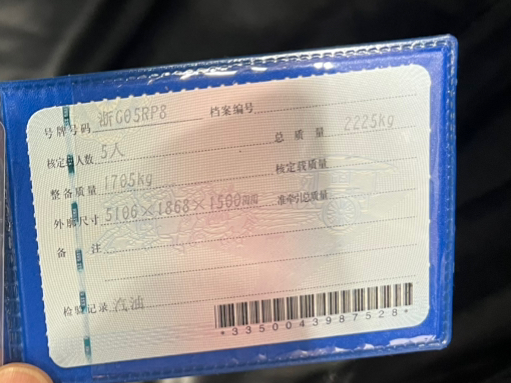 号牌号码 浙G05RP8 档案编号
核定载人数 5人 总质量 2225kg
整备质量 1705kg 核定载质量
外廓尺寸 5106×1868×1500mm 准牵引总质量
备注
检验记录 汽油
*3350043987528*